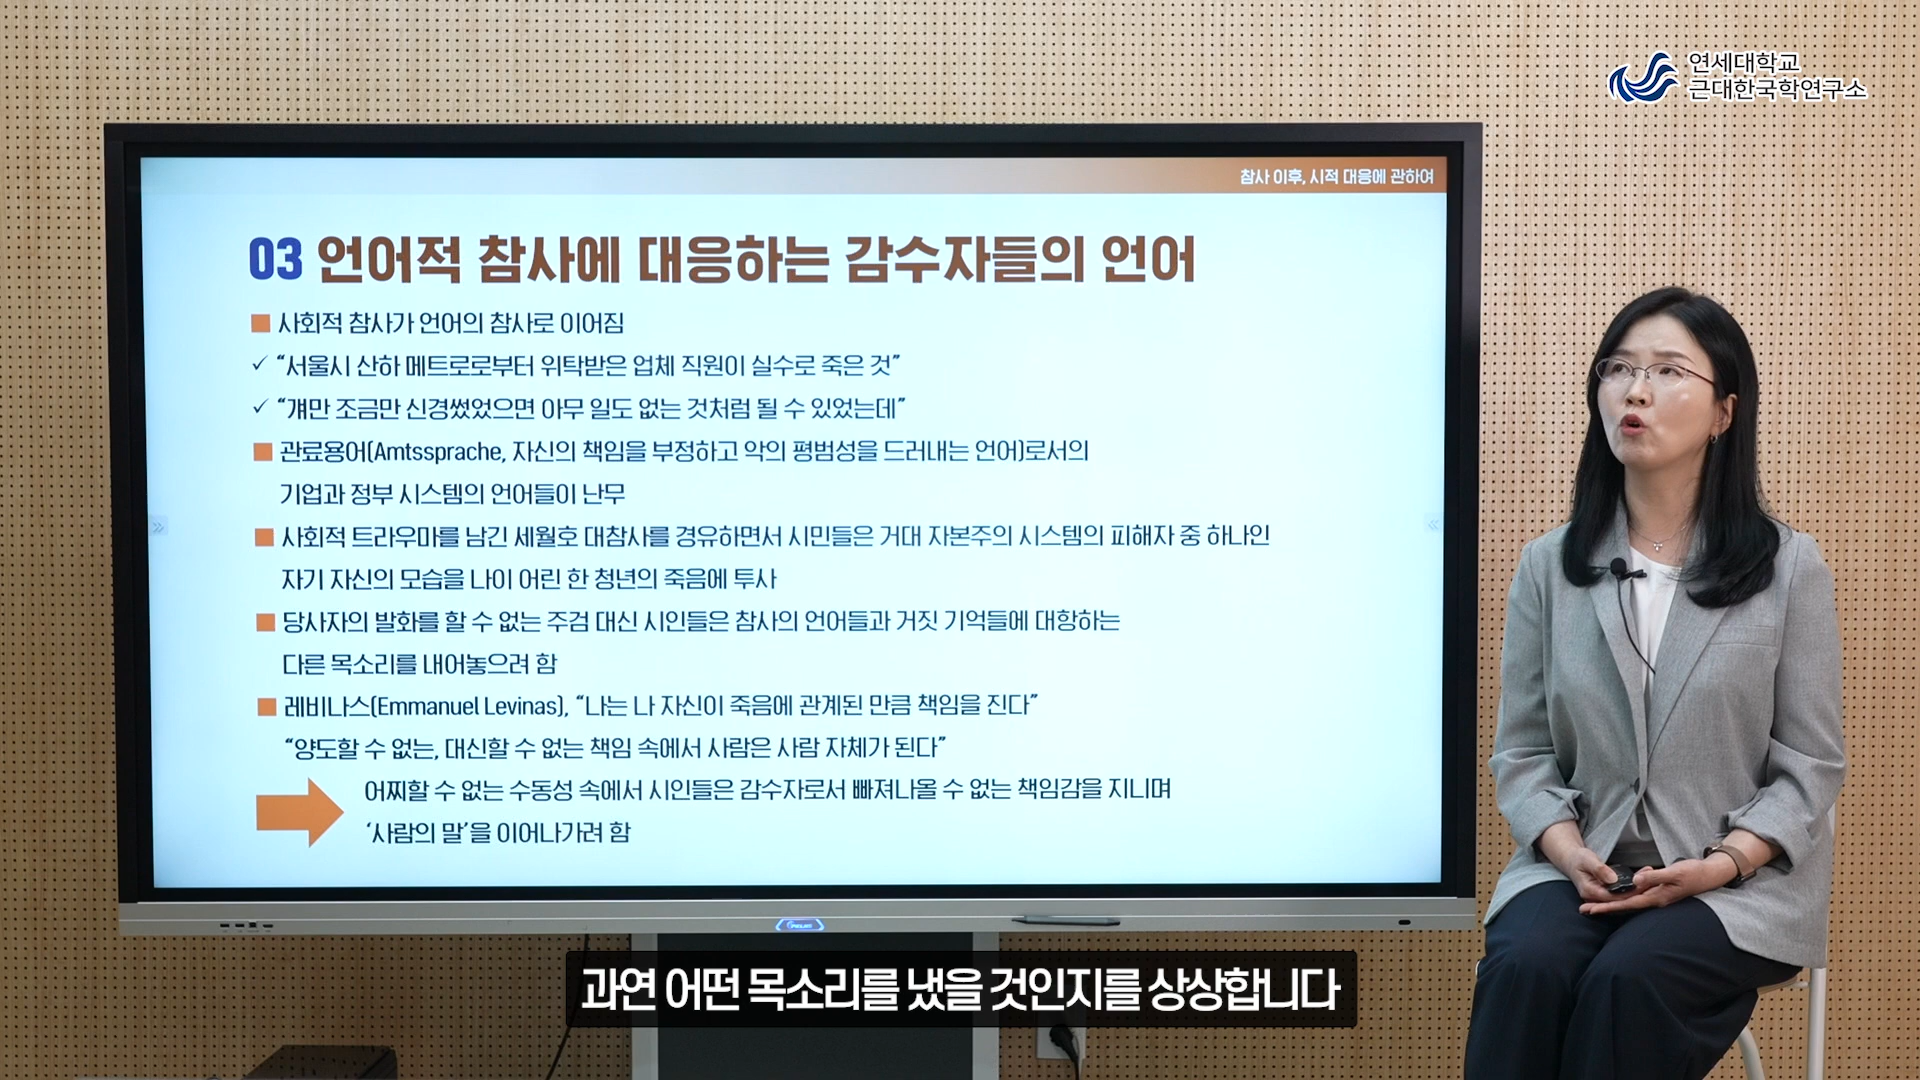 연세대학교
근대한국학연구소
참사 이후, 시적 대응에 관하여
03 언어적 참사에 대응하는 감수자들의 언어
사회적 참사가 언어의 참사로 이어짐
“서울시 산하 메트로로부터 위탁받은 업체 직원이 실수로 죽은 것”
“걔만 조금만 신경썼었으면 아무 일도 없는 것처럼 될 수 있었는데”
관료용어(Amtssprache, 자신의 책임을 부정하고 악의 평범성을 드러내는 언어)로서의
기업과 정부 시스템의 언어들이 난무
사회적 트라우마를 남긴 세월호 대참사를 경유하면서 시민들은 거대 자본주의 시스템의 피해자 중 하나인
자기 자신의 모습을 나이 어린 한 청년의 죽음에 투사
당사자의 발화를 할 수 없는 주검 대신 시인들은 참사의 언어들과 거짓 기억들에 대항하는
다른 목소리를 내어놓으려 함
레비나스(Emmanuel Levinas), “나는 나 자신이 죽음에 관계된 만큼 책임을 진다”
“양도할 수 없는, 대신할 수 없는 책임 속에서 사람은 사람 자체가 된다”
어찌할 수 없는 수동성 속에서 시인들은 감수자로서 빠져나올 수 없는 책임감을 지니며
‘사람의 말’을 이어나가려 함
과연 어떤 목소리를 냈을 것인지를 상상합니다